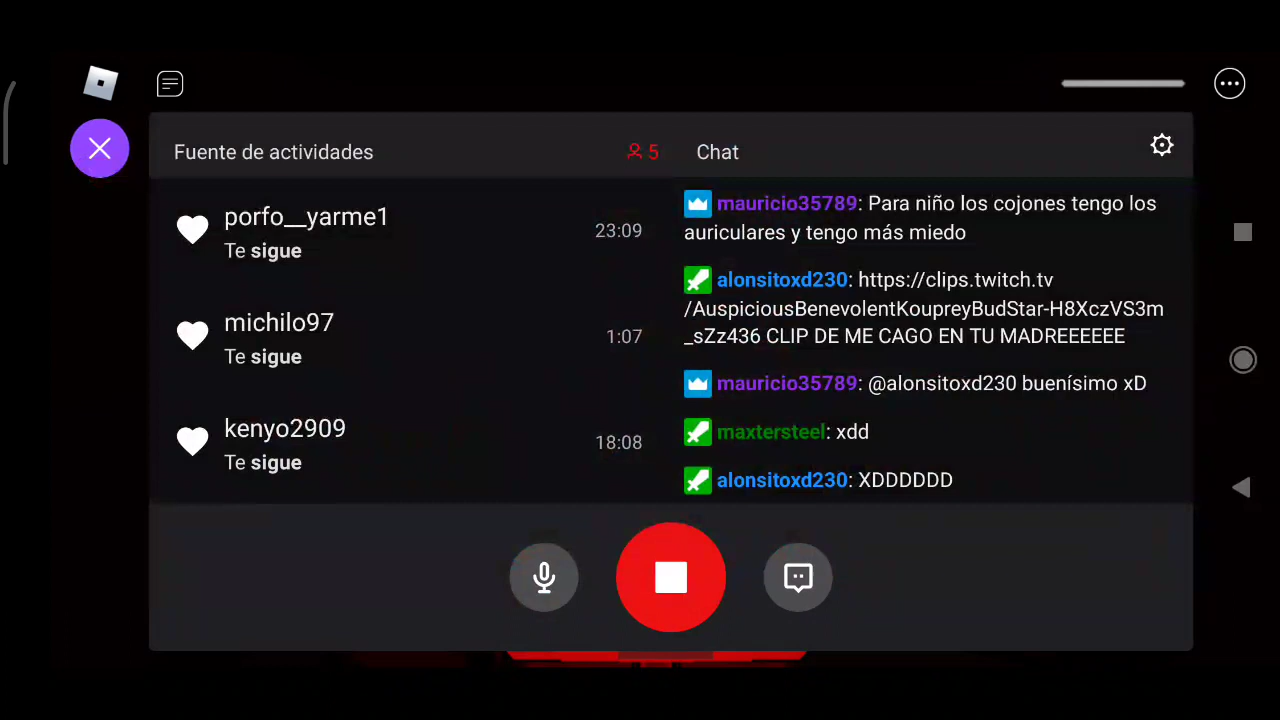 Fuente de actividades
5
porfo__yarme1
Te sigue
23:09
michilo97
Te sigue
1:07
kenyo2909
Te sigue
18:08
Chat
mauricio35789: Para niño los cojones tengo los
auriculares y tengo más miedo
alonsitoxd230: https://clips.twitch.tv
/AuspiciousBenevolentKoupreyBudStar-H8XczVS3m
_sZz436 CLIP DE ME CAGO EN TU MADREEEEEE
mauricio35789: @alonsitoxd230 buenísimo xD
maxtersteel: xdd
alonsitoxd230: XDDDDDD